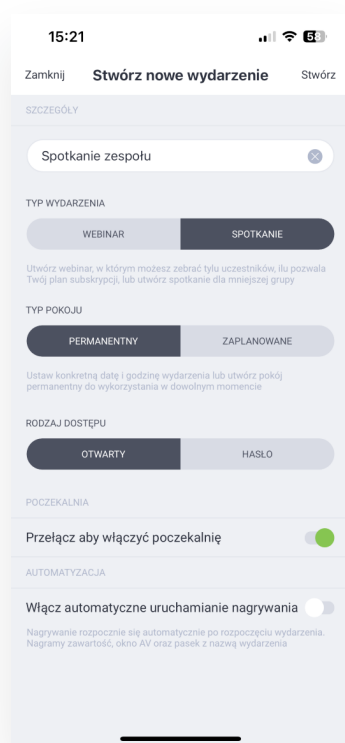 15:21
58
Zamknij Stwórz nowe wydarzenie Stwórz
SZCZEGÓŁY
Spotkanie zespołu
TYP WYDARZENIA
WEBINAR SPOTKANIE
Utwórz webinar, w którym możesz zebrać tylu uczestników, ilu pozwala
Twój plan subskrypcji, lub utwórz spotkanie dla mniejszej grupy
TYP POKOJU
PERMANENTNY ZAPLANOWANE
Ustaw konkretną datę i godzinę wydarzenia lub utwórz pokój
permanentny do wykorzystania w dowolnym momencie
RODZAJ DOSTĘPU
OTWARTY HASŁO
POCZEKALNIA
Przełącz aby włączyć poczekalnię
AUTOMATYZACJA
Włącz automatyczne uruchamianie nagrywania
Nagrywanie rozpocznie się automatycznie po rozpoczęciu wydarzenia.
Nagramy zawartość, okno AV oraz pasek z nazwą wydarzenia